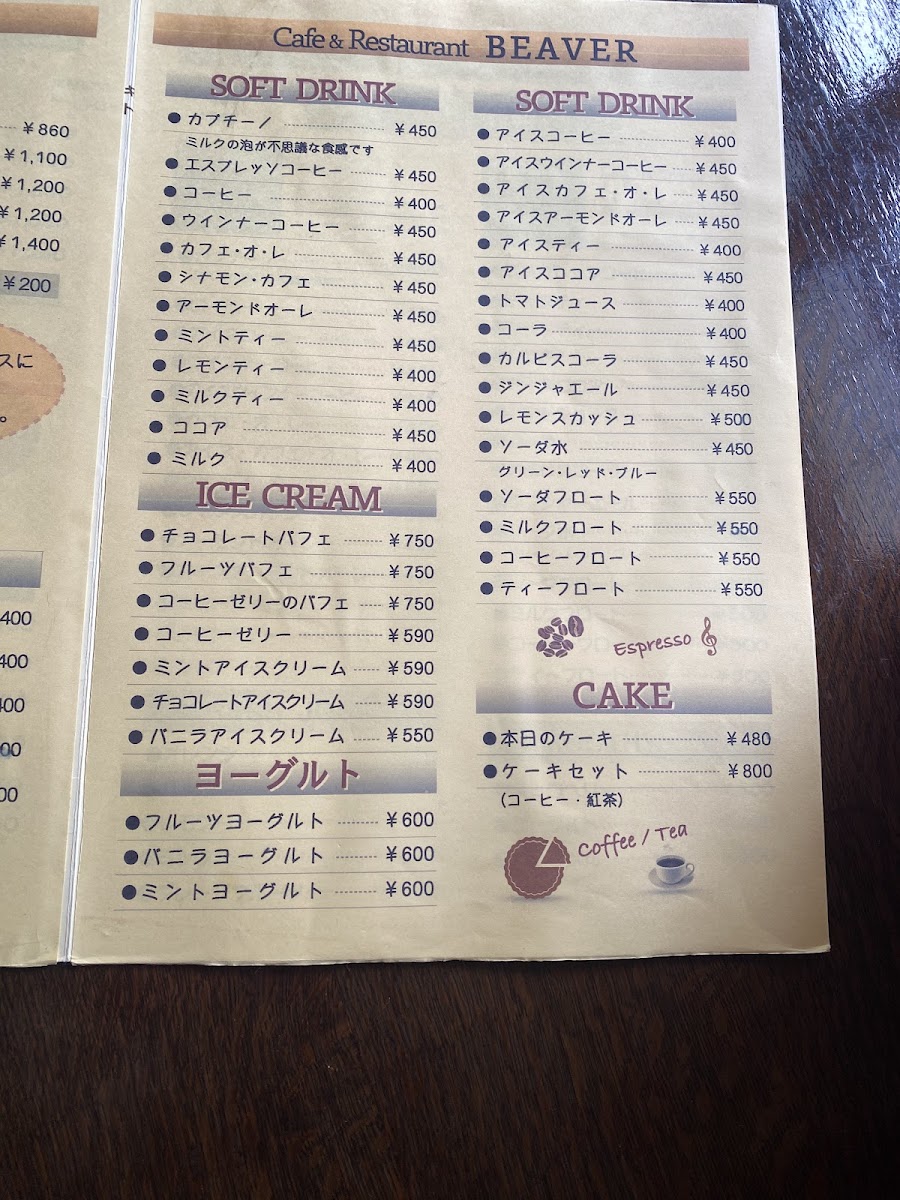 ¥860
¥1,100
¥1,200
¥1,200
¥1,400
¥200
スに
。
400
400
400
00
00
Cafe & Restaurant BEAVER
SOFT DRINK
● カプチーノ ¥450
ミルクの泡が不思議な食感です
● エスプレッソコーヒー ¥450
● コーヒー ¥400
● ウインナーコーヒー ¥450
● カフェ・オ・レ ¥450
● シナモン・カフェ ¥450
● アーモンドオーレ ¥450
● ミントティー ¥450
● レモンティー ¥400
● ミルクティー ¥400
● ココア ¥450
● ミルク ¥400
ICE CREAM
● チョコレートパフェ ¥750
● フルーツパフェ ¥750
● コーヒーゼリーのパフェ ¥750
● コーヒーゼリー ¥590
● ミントアイスクリーム ¥590
● チョコレートアイスクリーム ¥590
● バニラアイスクリーム ¥550
ヨーグルト
● フルーツヨーグルト ¥600
● バニラヨーグルト ¥600
● ミントヨーグルト ¥600
SOFT DRINK
● アイスコーヒー ¥400
● アイスウインナーコーヒー ¥450
● アイスカフェ・オ・レ ¥450
● アイスアーモンドオーレ ¥450
● アイスティー ¥400
● アイスココア ¥450
● トマトジュース ¥400
● コーラ ¥400
● カルピスコーラ ¥450
● ジンジャエール ¥450
● レモンスカッシュ ¥500
● ソーダ水 ¥450
グリーン・レッド・ブルー
● ソーダフロート ¥550
● ミルクフロート ¥550
● コーヒーフロート ¥550
● ティーフロート ¥550
Espresso
CAKE
● 本日のケーキ ¥480
● ケーキセット ¥800
(コーヒー・紅茶)
Coffee / Tea